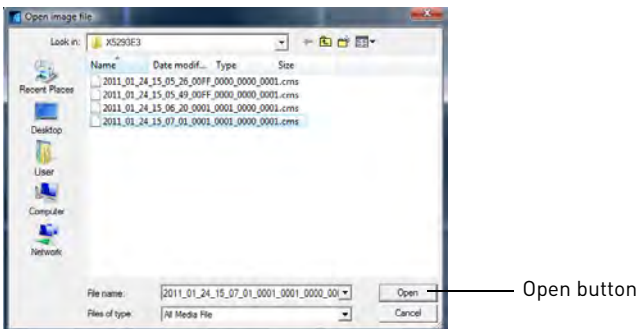 Open image file
Look in: X5293E3
Name Date modif... Type Size
2011_01_24_15_05_26_00FF_0000_0000_0001.cms
2011_01_24_15_05_49_00FF_0000_0000_0001.cms
2011_01_24_15_06_20_0001_0001_0000_0001.cms
2011_01_24_15_07_01_0001_0001_0000_0001.cms
Recent Places
Desktop
User
Computer
Network
File name: 2011_01_24_15_07_01_0001_0001_0000_00 Open
Open button
Files of type: All Media File Cancel